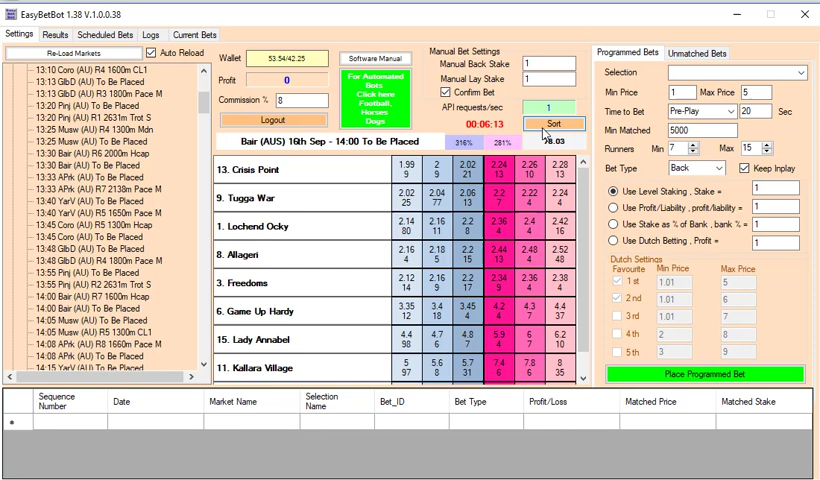 EasyBetBot 1.38 V.1.0.0.38
Settings Results Scheduled Bets Logs Current Bets
Re-Load Markets Auto Reload
13:10 Coro (AU) R4 1600m CL1
13:13 GlbD (AU) To Be Placed
13:13 GlbD (AU) R3 1800m Pace M
13:20 Pinj (AU) To Be Placed
13:20 Pinj (AU) R1 2631m Trot S
13:25 Musw (AU) To Be Placed
13:25 Musw (AU) R4 1300m Mdn
13:30 Bair (AU) To Be Placed
13:30 Bair (AU) R6 2000m Hcap
13:33 APrk (AU) To Be Placed
13:33 APrk (AU) R7 2138m Pace M
13:40 YarV (AU) To Be Placed
13:40 YarV (AU) R5 1650m Pace M
13:45 Coro (AU) R5 1300m Hcap
13:45 Coro (AU) To Be Placed
13:48 GlbD (AU) To Be Placed
13:48 GlbD (AU) R4 1800m Pace M
13:55 Pinj (AU) To Be Placed
13:55 Pinj (AU) R2 2631m Trot S
14:00 Bair (AU) R7 1600m Hcap
14:00 Bair (AU) To Be Placed
14:05 Musw (AU) To Be Placed
14:05 Musw (AU) R5 1300m CL1
14:08 APrk (AU) R8 1660m Pace M
14:08 APrk (AU) To Be Placed
14:15 YarV (AU) To Be Placed
Wallet 53.54/42.25
Profit 0
Commission % 8
Logout
Software Manual
For Automated
Bots
Click here
Football,
Horses
Dogs
Manual Bet Settings
Manual Back Stake 1
Manual Lay Stake 1
Confirm Bet
API requests/sec 1
00:06:13 Sort
Bair (AUS) 16th Sep - 14:00 To Be Placed 316% 281% 78.03
13. Crisis Point 1.99 2 2.02 2.24 2.26 2.28
9 9 21 13 10 13
9. Tugga War 2.02 2.04 2.06 2.2 2.22 2.24
25 77 13 7 4 4
1. Lochend Ocky 2.14 2.16 2.2 2.36 2.4 2.42
80 11 8 4 4 16
8. Allageri 2.16 2.18 2.2 2.44 2.48 2.52
4 5 15 13 4 48
3. Freedoms 2.12 2.16 2.2 2.34 2.36 2.38
14 9 17 9 4 4
6. Game Up Hardy 3.35 3.4 3.45 4.2 4.3 4.4
12 18 4 4 7 37
15. Lady Annabel 4.4 4.7 4.8 5.9 6 6.2
98 6 7 4 7 10
11. Kallara Village 5 5.6 5.7 7.4 7.8 8
97 8 31 4 6 35
Programmed Bets Unmatched Bets
Selection
Min Price 1 Max Price 5
Time to Bet Pre-Play 20 Sec
Min Matched 5000
Runners Min 7 Max 15
Bet Type Back Keep Inplay
Use Level Staking , Stake = 1
Use Profit/Liability , profit/liability = 1
Use Stake as % of Bank , bank % = 1
Use Dutch Betting , Profit = 1
Dutch Settings
Favourite Min Price Max Price
1 st 1.01 5
2 nd 1.01 6
3 rd 1.01 7
4 th 2 8
5 th 3 9
Place Programmed Bet
Sequence Number Date Market Name Selection Name Bet_ID Bet Type Profit/Loss Matched Price Matched Stake